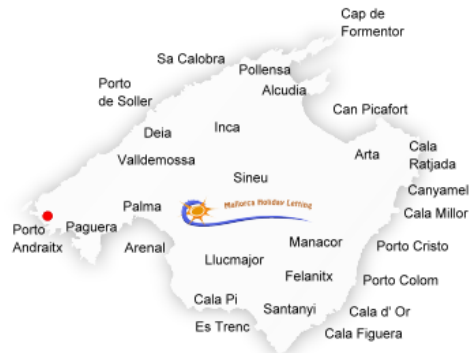 Cap de
Formentor
Sa Calobra
Pollensa
Porto
de Soller
Alcudia
Can Picafort
Inca
Deia
Cala
Ratjada
Arta
Valldemossa
Sineu
Canyamel
Palma
Mallorca Holiday Letting
Cala Millor
Porto
Andraitx
Paguera
Arenal
Manacor
Porto Cristo
Llucmajor
Felanitx
Porto Colom
Cala Pi
Santanyi
Cala d' Or
Es Trenc
Cala Figuera